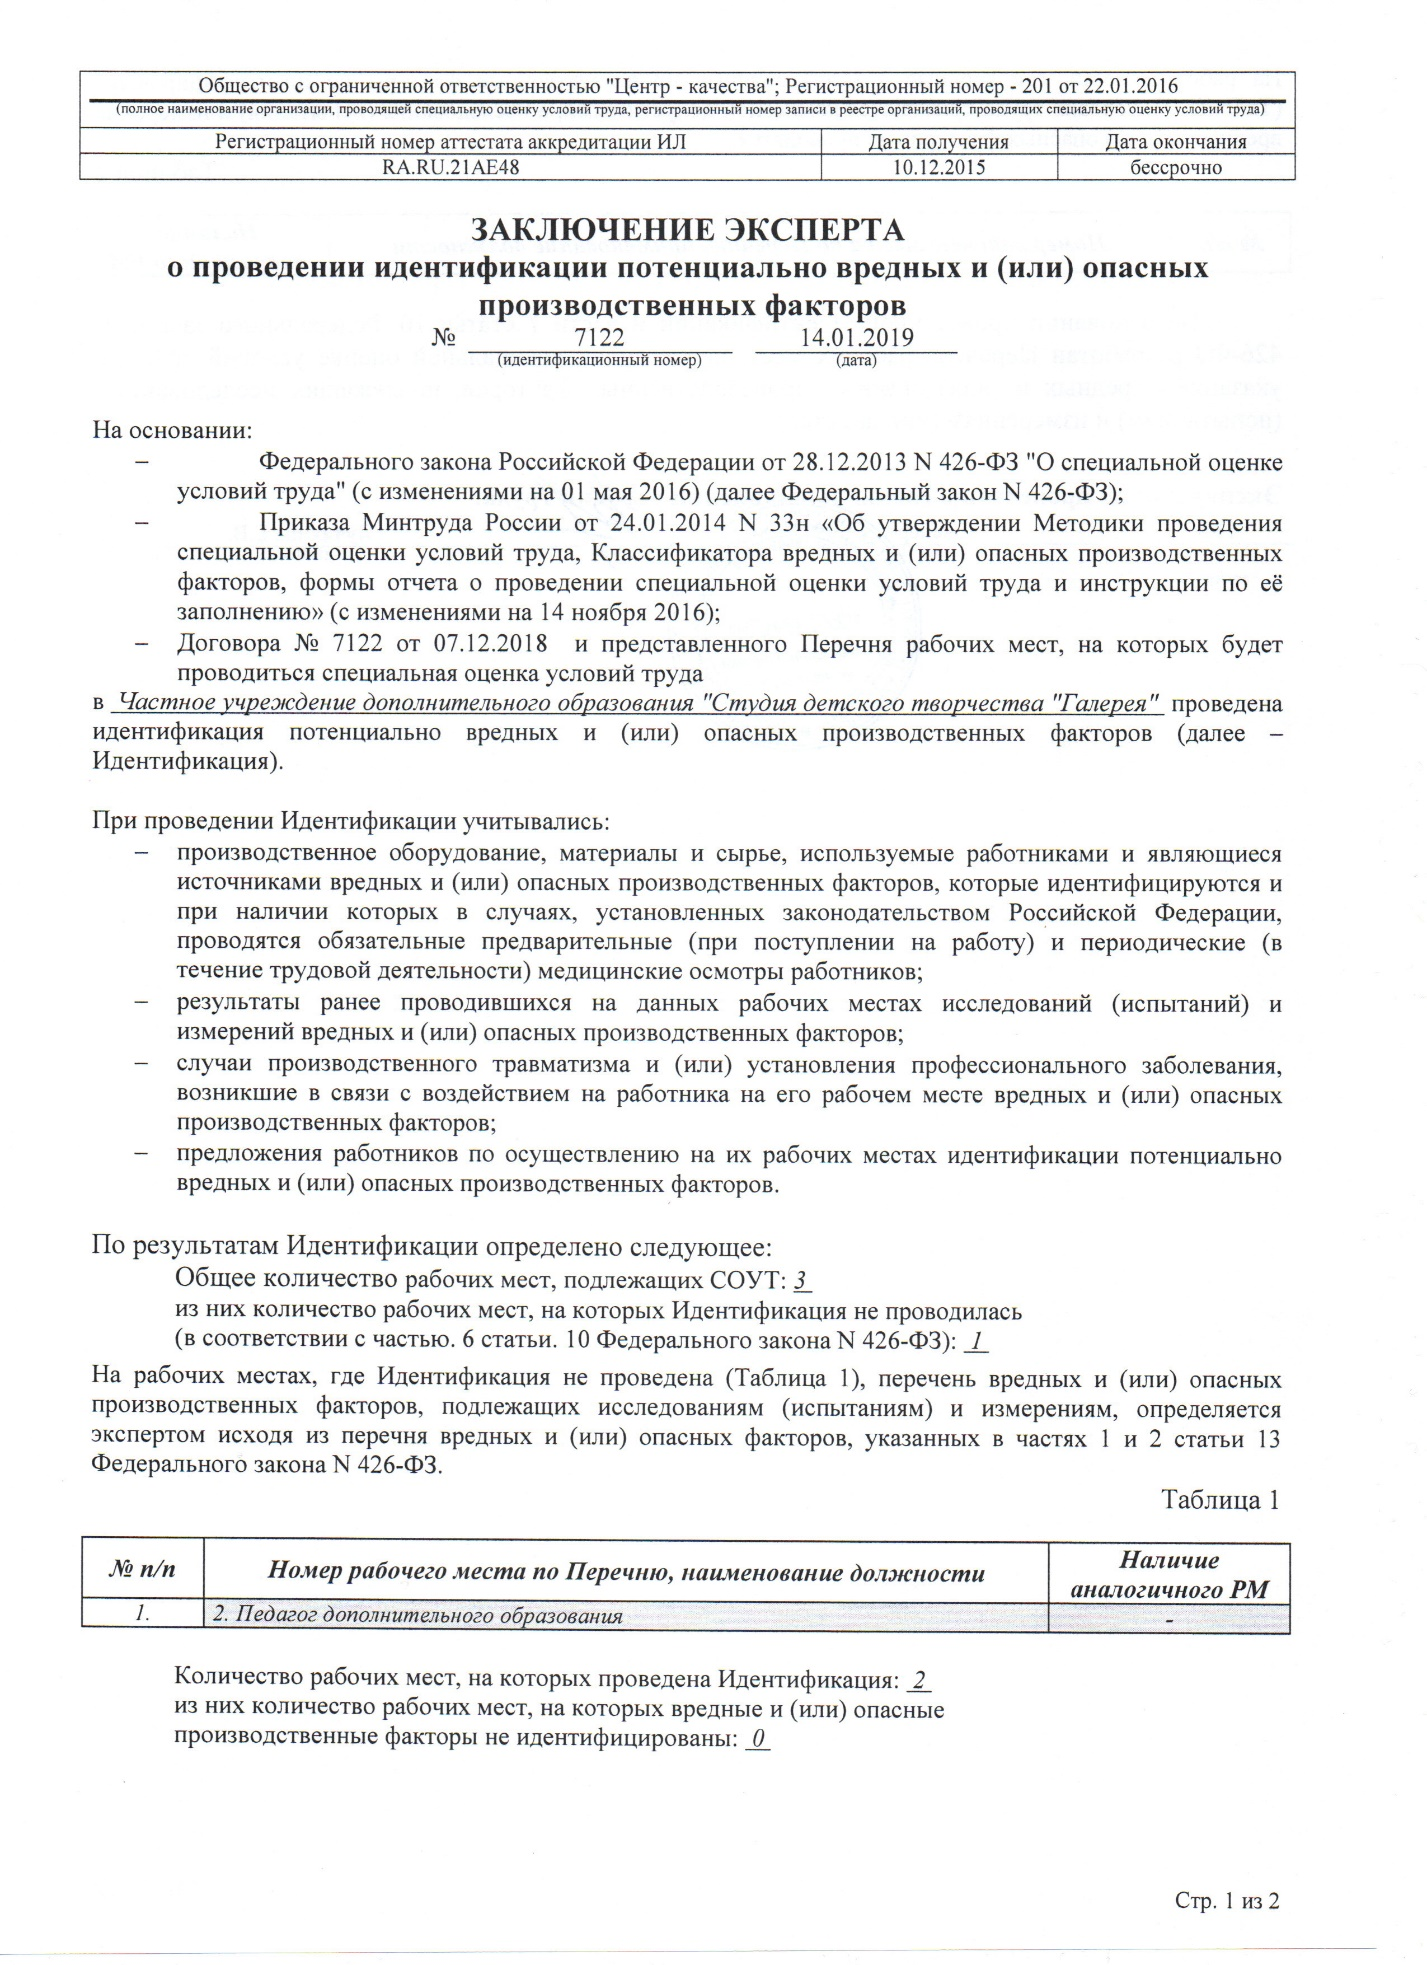 Общество с ограниченной ответственностью "Центр - качества"; Регистрационный номер - 201 от 22.01.2016
(полное наименование организации, проводящей специальную оценку условий труда, регистрационный номер записи в реестре организаций, проводящих специальную оценку условий труда)
Регистрационный номер аттестата аккредитации ИЛ Дата получения Дата окончания
RA.RU.21АЕ48 10.12.2015 бессрочно
ЗАКЛЮЧЕНИЕ ЭКСПЕРТА
о проведении идентификации потенциально вредных и (или) опасных
производственных факторов
№ 7122 14.01.2019
(идентификационный номер) (дата)
На основании:
– Федерального закона Российской Федерации от 28.12.2013 N 426-ФЗ "О специальной оценке
условий труда" (с изменениями на 01 мая 2016) (далее Федеральный закон N 426-ФЗ);
– Приказа Минтруда России от 24.01.2014 N 33н «Об утверждении Методики проведения
специальной оценки условий труда, Классификатора вредных и (или) опасных производственных
факторов, формы отчета о проведении специальной оценки условий труда и инструкции по её
заполнению» (с изменениями на 14 ноября 2016);
– Договора № 7122 от 07.12.2018 и представленного Перечня рабочих мест, на которых будет
проводиться специальная оценка условий труда
в Частное учреждение дополнительного образования "Студия детского творчества "Галерея" проведена
идентификация потенциально вредных и (или) опасных производственных факторов (далее –
Идентификация).
При проведении Идентификации учитывались:
– производственное оборудование, материалы и сырье, используемые работниками и являющиеся
источниками вредных и (или) опасных производственных факторов, которые идентифицируются и
при наличии которых в случаях, установленных законодательством Российской Федерации,
проводятся обязательные предварительные (при поступлении на работу) и периодические (в
течение трудовой деятельности) медицинские осмотры работников;
– результаты ранее проводившихся на данных рабочих местах исследований (испытаний) и
измерений вредных и (или) опасных производственных факторов;
– случаи производственного травматизма и (или) установления профессионального заболевания,
возникшие в связи с воздействием на работника на его рабочем месте вредных и (или) опасных
производственных факторов;
– предложения работников по осуществлению на их рабочих местах идентификации потенциально
вредных и (или) опасных производственных факторов.
По результатам Идентификации определено следующее:
Общее количество рабочих мест, подлежащих СОУТ: 3
из них количество рабочих мест, на которых Идентификация не проводилась
(в соответствии с частью. 6 статьи. 10 Федерального закона N 426-ФЗ): 1
На рабочих местах, где Идентификация не проведена (Таблица 1), перечень вредных и (или) опасных
производственных факторов, подлежащих исследованиям (испытаниям) и измерениям, определяется
экспертом исходя из перечня вредных и (или) опасных факторов, указанных в частях 1 и 2 статьи 13
Федерального закона N 426-ФЗ.
Таблица 1
№ п/п Номер рабочего места по Перечню, наименование должности Наличие
аналогичного РМ
1. 2. Педагог дополнительного образования -
Количество рабочих мест, на которых проведена Идентификация: 2
из них количество рабочих мест, на которых вредные и (или) опасные
производственные факторы не идентифицированы: 0
Стр. 1 из 2